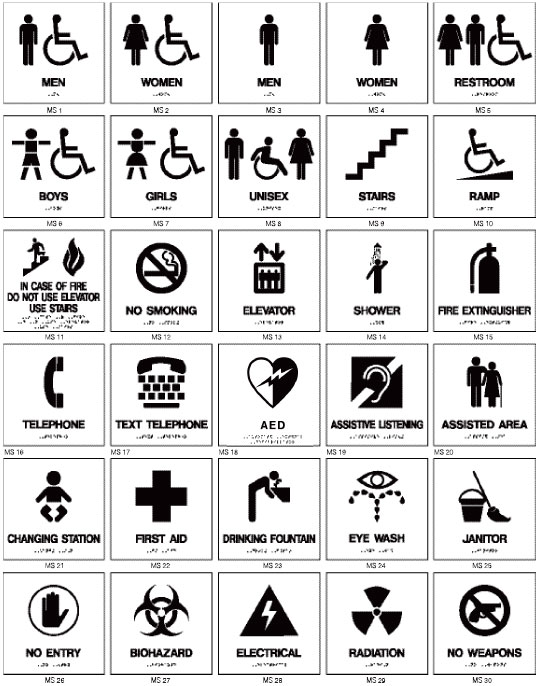 MEN
WOMEN
MEN
WOMEN
RESTROOM
MS 1
MS 2
MS 3
MS 4
MS 5
BOYS
GIRLS
UNISEX
STAIRS
RAMP
MS 6
MS 7
MS 8
MS 9
MS 10
IN CASE OF FIRE
DO NOT USE ELEVATOR
USE STAIRS
NO SMOKING
ELEVATOR
SHOWER
FIRE EXTINGUISHER
MS 11
MS 12
MS 13
MS 14
MS 15
TELEPHONE
TEXT TELEPHONE
AED
ASSISTIVE LISTENING
ASSISTED AREA
MS 16
MS 17
MS 18
MS 19
MS 20
CHANGING STATION
FIRST AID
DRINKING FOUNTAIN
EYE WASH
JANITOR
MS 21
MS 22
MS 23
MS 24
MS 25
NO ENTRY
BIOHAZARD
ELECTRICAL
RADIATION
NO WEAPONS
MS 26
MS 27
MS 28
MS 29
MS 30